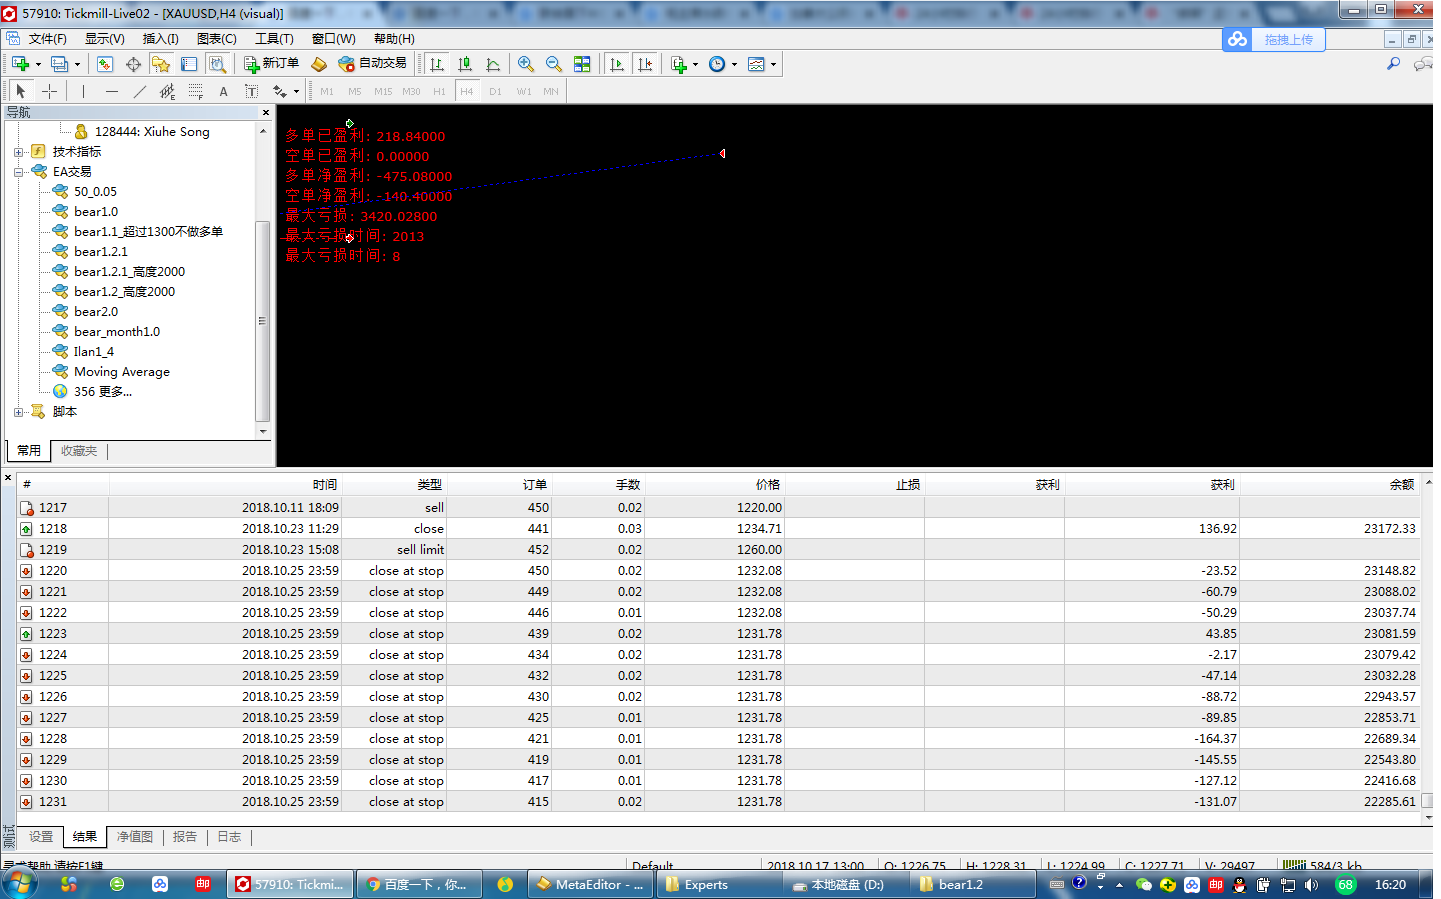 57910: Tickmill-Live02 - [XAUUSD,H4 (visual)]
文件(F) 显示(V) 插入(I) 图表(C) 工具(T) 窗口(W) 帮助(H)
拖拽上传
新订单 自动交易
A T M1 M5 M15 M30 H1 H4 D1 W1 MN
导航
128444: Xiuhe Song
技术指标
EA交易
50_0.05
bear1.0
bear1.1_超过1300不做多单
bear1.2.1
bear1.2.1_高度2000
bear1.2_高度2000
bear2.0
bear_month1.0
Ilan1_4
Moving Average
356 更多...
脚本
常用 收藏夹
多单已盈利: 218.84000
空单已盈利: 0.00000
多单净盈利: -475.08000
空单净盈利: -140.40000
最大亏损: 3420.02800
最大亏损时间: 2013
最大亏损时间: 8
# 时间 类型 订单 手数 价格 止损 获利 获利 余额
1217 2018.10.11 18:09 sell 450 0.02 1220.00
1218 2018.10.23 11:29 close 441 0.03 1234.71 136.92 23172.33
1219 2018.10.23 15:08 sell limit 452 0.02 1260.00
1220 2018.10.25 23:59 close at stop 450 0.02 1232.08 -23.52 23148.82
1221 2018.10.25 23:59 close at stop 449 0.02 1232.08 -60.79 23088.02
1222 2018.10.25 23:59 close at stop 446 0.01 1232.08 -50.29 23037.74
1223 2018.10.25 23:59 close at stop 439 0.02 1231.78 43.85 23081.59
1224 2018.10.25 23:59 close at stop 434 0.02 1231.78 -2.17 23079.42
1225 2018.10.25 23:59 close at stop 432 0.02 1231.78 -47.14 23032.28
1226 2018.10.25 23:59 close at stop 430 0.02 1231.78 -88.72 22943.57
1227 2018.10.25 23:59 close at stop 425 0.01 1231.78 -89.85 22853.71
1228 2018.10.25 23:59 close at stop 421 0.01 1231.78 -164.37 22689.34
1229 2018.10.25 23:59 close at stop 419 0.01 1231.78 -145.55 22543.80
1230 2018.10.25 23:59 close at stop 417 0.01 1231.78 -127.12 22416.68
1231 2018.10.25 23:59 close at stop 415 0.02 1231.78 -131.07 22285.61
测试
设置 结果 净值图 报告 日志
寻求帮助,请按F1键 Default 2018.10.17 13:00 O: 1226.75 H: 1228.31 L: 1224.99 C: 1227.71 V: 29497 584/3 kb
邮 57910: Tickmi... 百度一下，你... MetaEditor - ... Experts 本地磁盘 (D:) bear1.2 邮 68 16:20